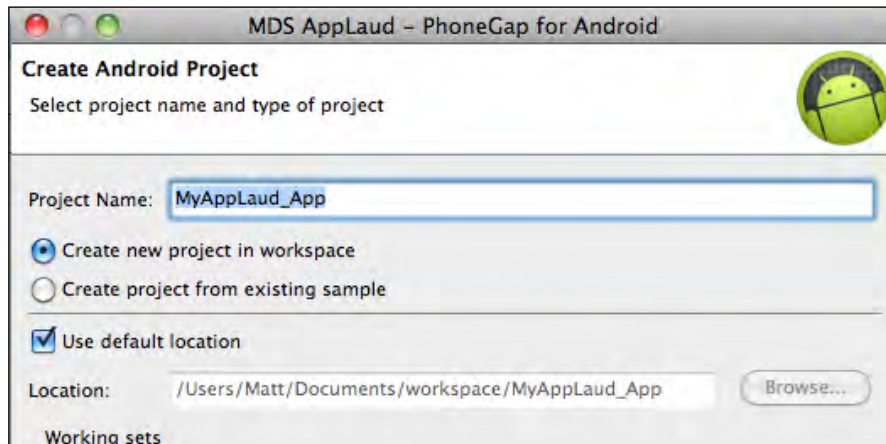 MDS AppLaud – PhoneGap for Android
Create Android Project
Select project name and type of project
Project Name: MyAppLaud_App
Create new project in workspace
Create project from existing sample
Use default location
Location: /Users/Matt/Documents/workspace/MyAppLaud_App Browse...
Working sets